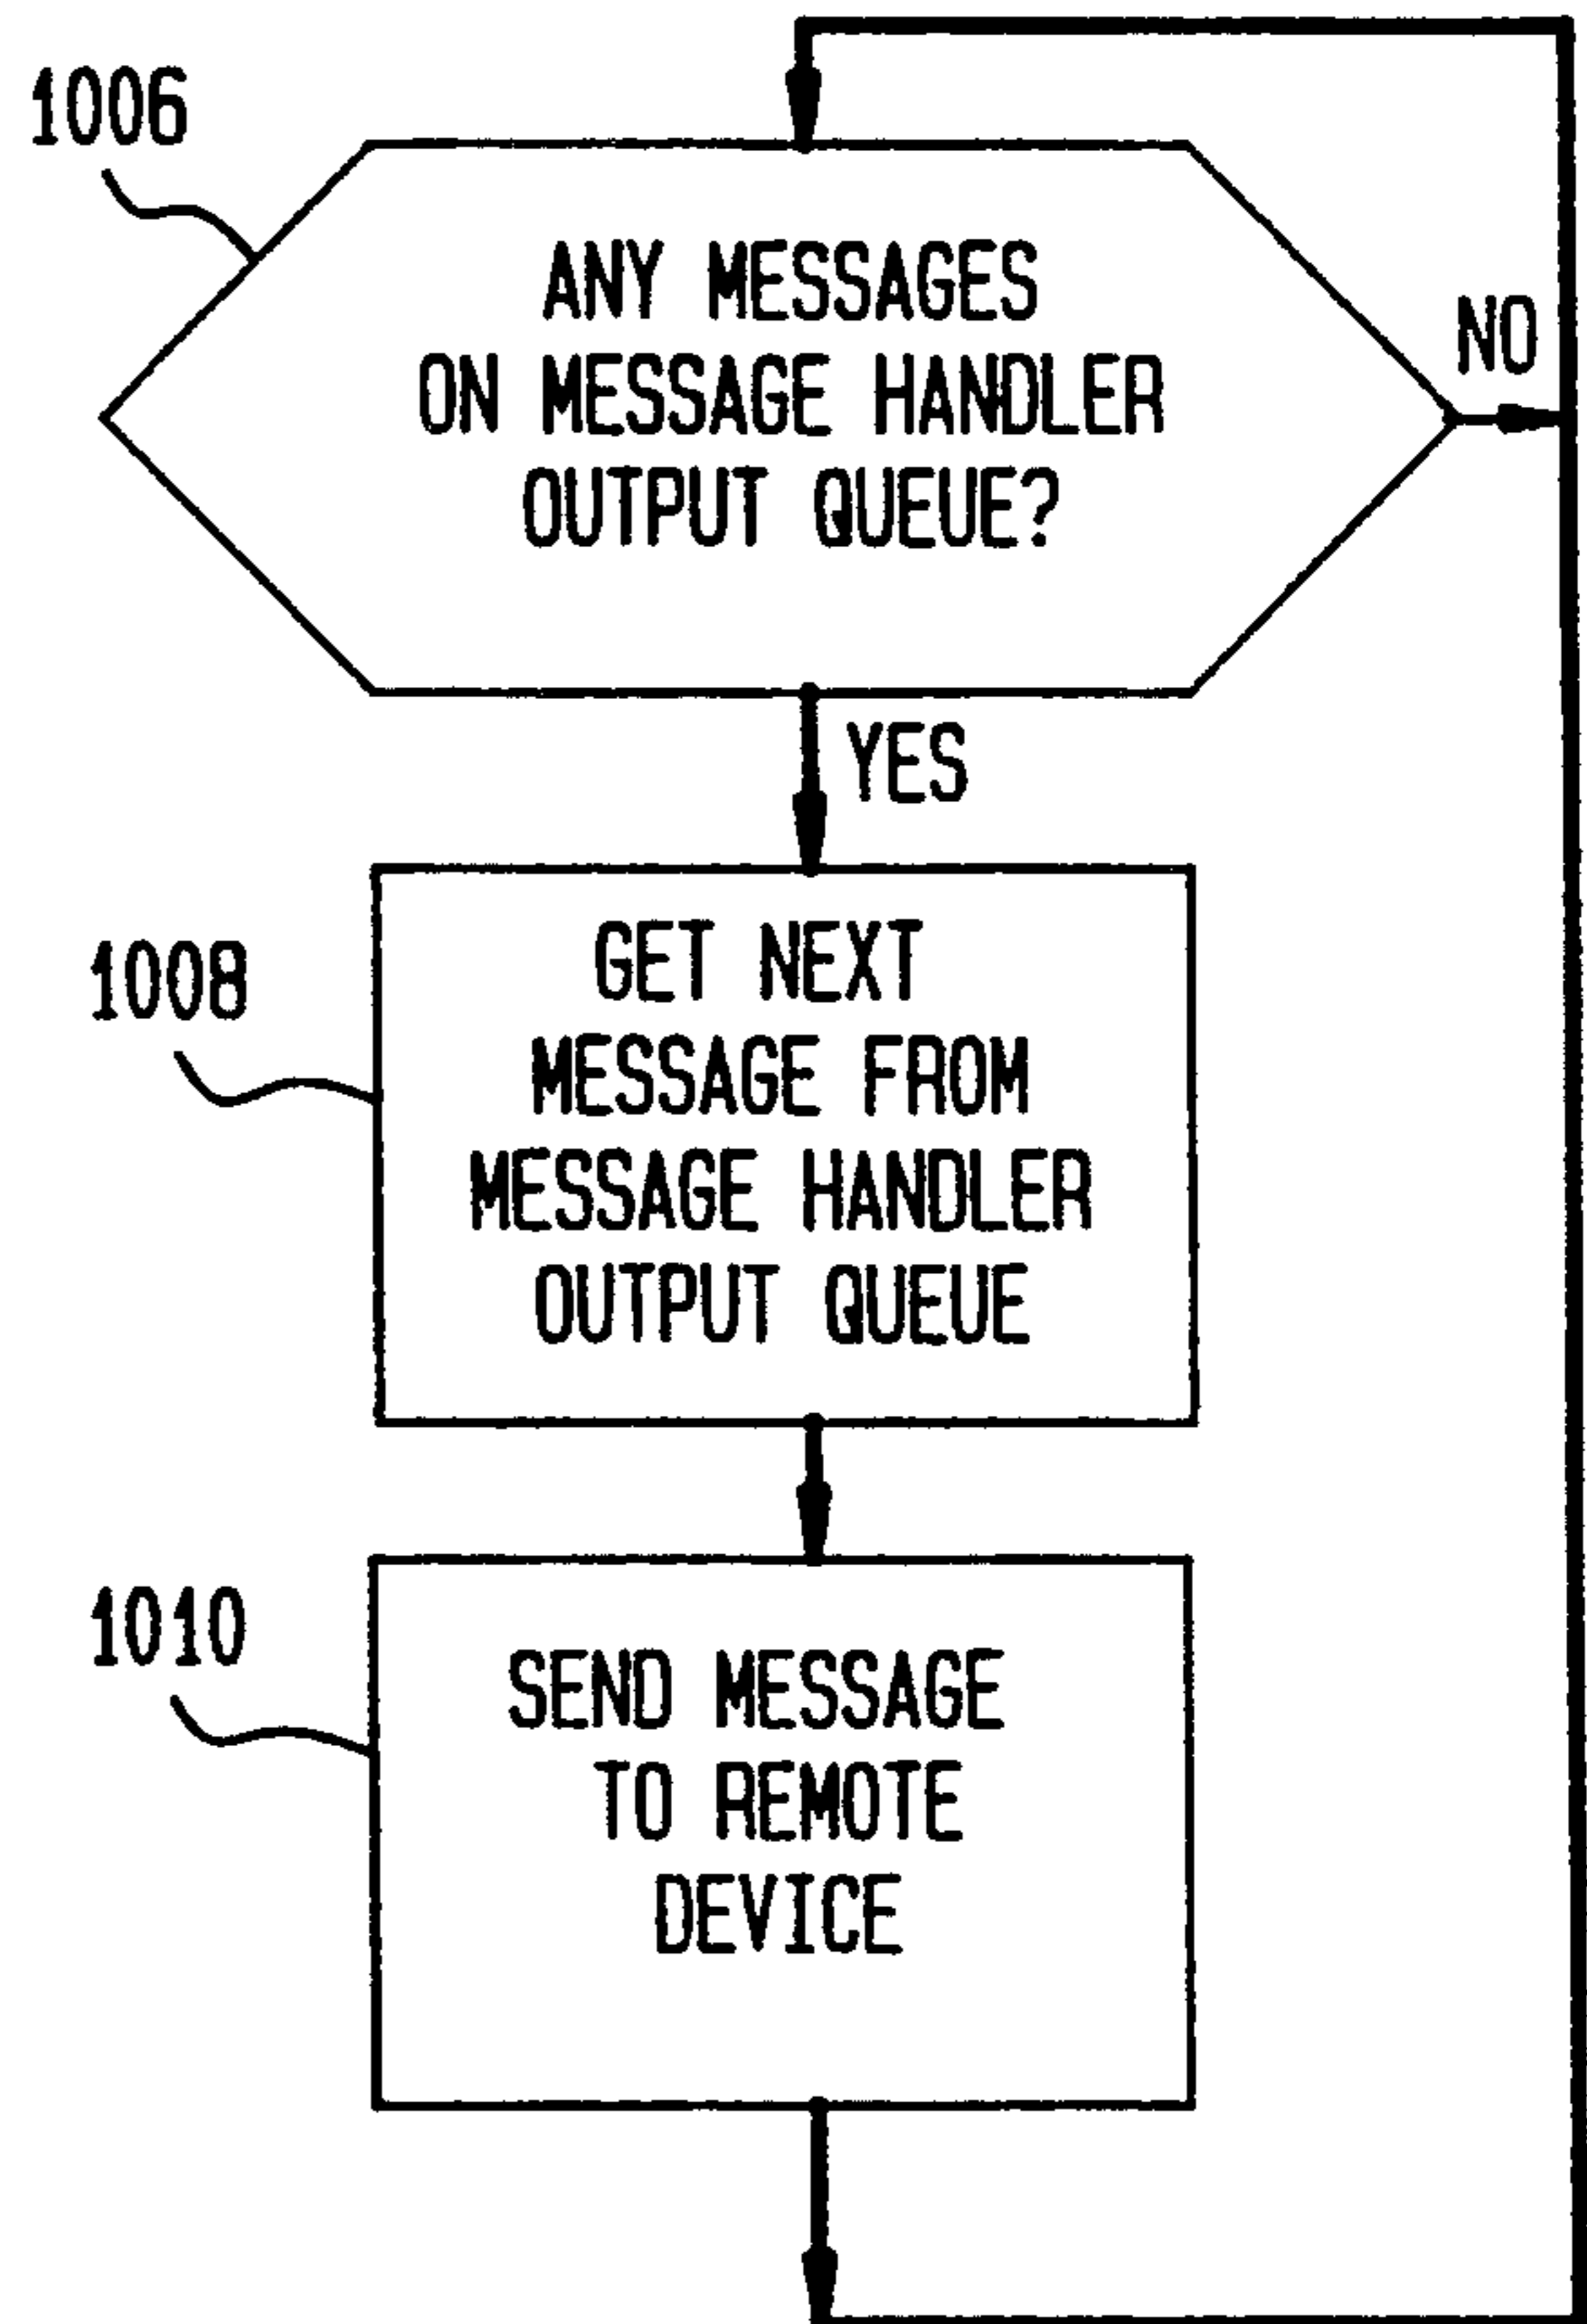 1006
ANY MESSAGES
ON MESSAGE HANDLER
OUTPUT QUEUE?
NO
YES
1008
GET NEXT
MESSAGE FROM
MESSAGE HANDLER
OUTPUT QUEUE
1010
SEND MESSAGE
TO REMOTE
DEVICE